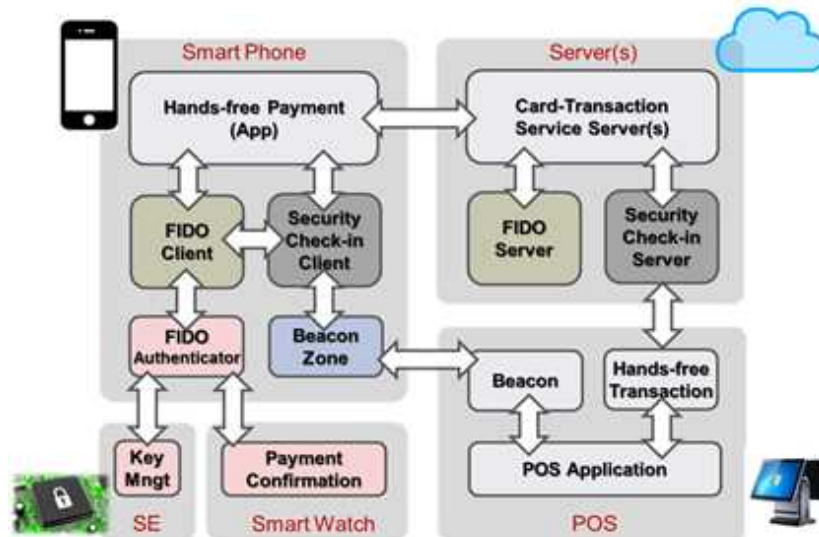 Smart Phone
Server(s)
Hands-free Payment
(App)
Card-Transaction
Service Server(s)
FIDO
Client
Security
Check-in
Client
FIDO
Server
Security
Check-in
Server
FIDO
Authenticator
Beacon
Zone
Beacon
Hands-free
Transaction
Key
Mngt
Payment
Confirmation
POS Application
SE
Smart Watch
POS